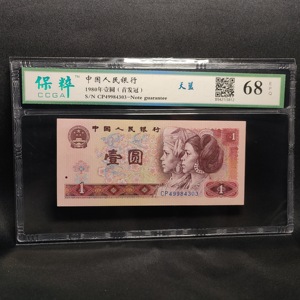 保粹
CCGA
中国人民银行
1980年壹圆(首发冠)
S/N CP49984303-Note guarantee
天蓝
68
中国人民银行
壹圆
1
1
CP49984303